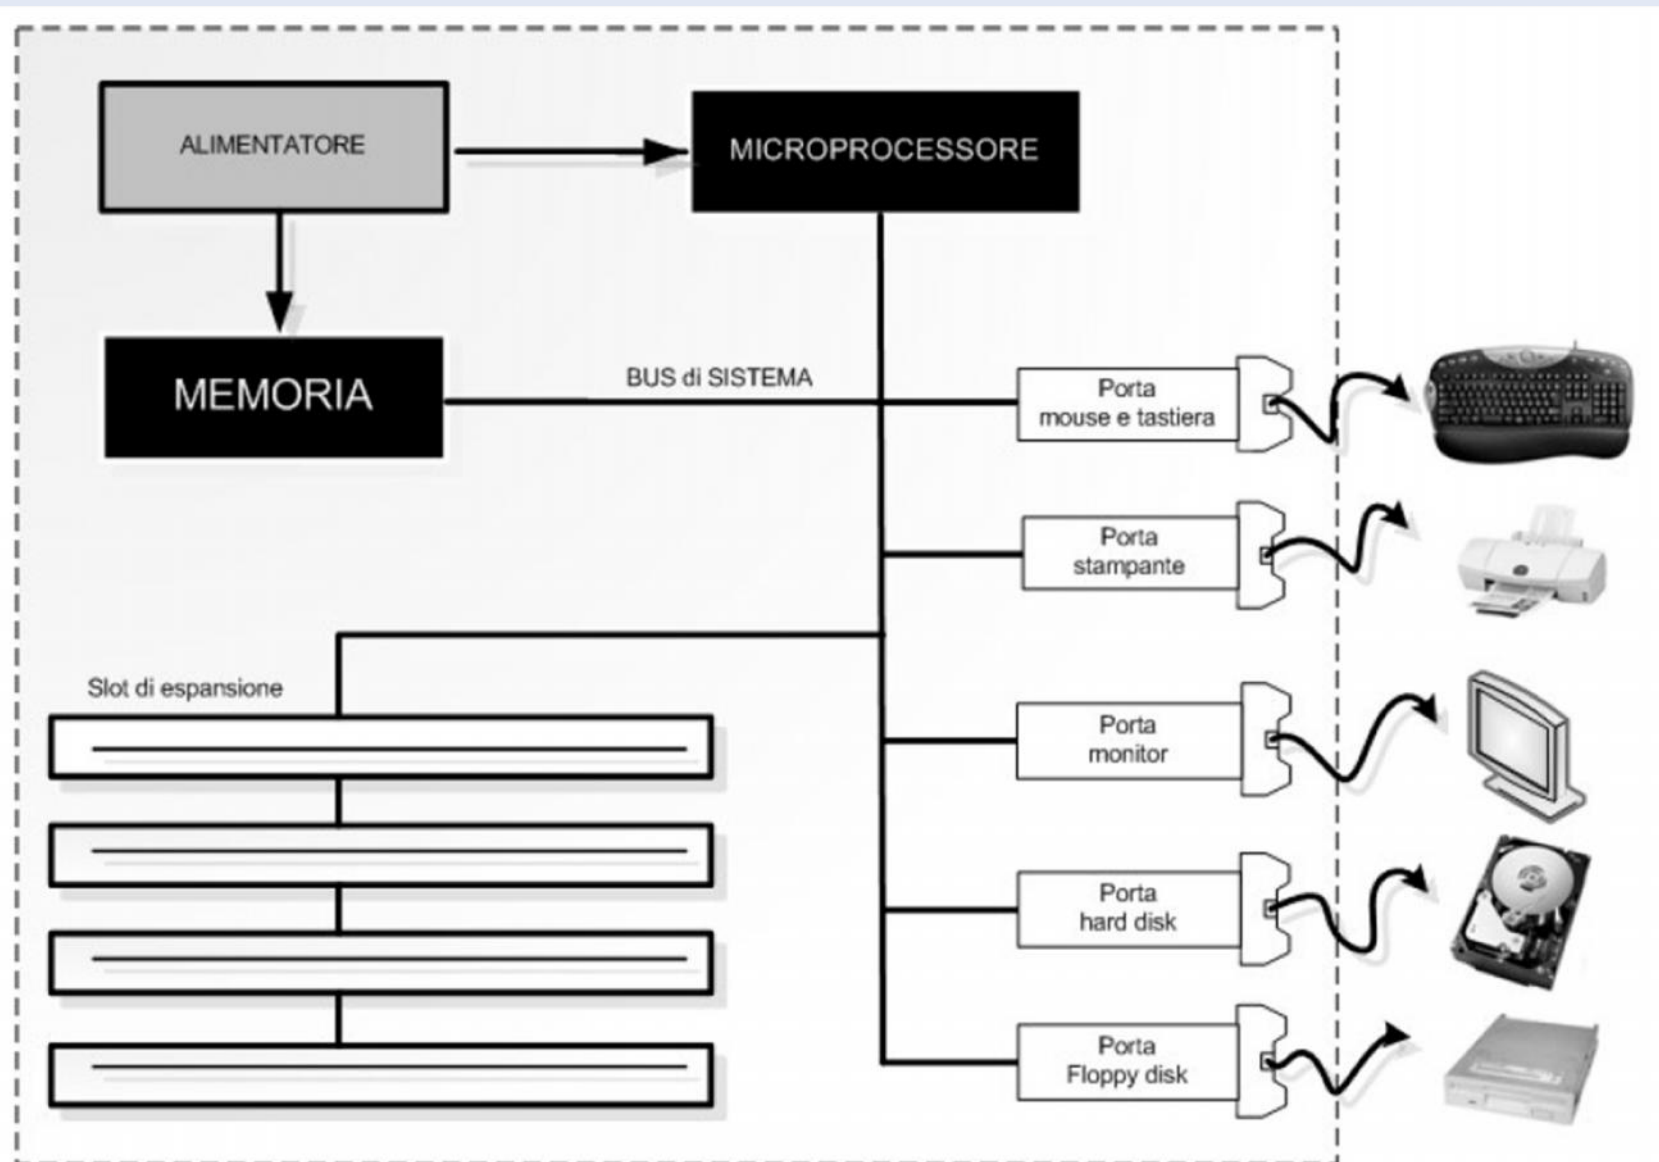 ALIMENTATORE
MICROPROCESSORE
MEMORIA
BUS di SISTEMA
Porta
mouse e tastiera
Porta
stampante
Slot di espansione
Porta
monitor
Porta
hard disk
Porta
Floppy disk